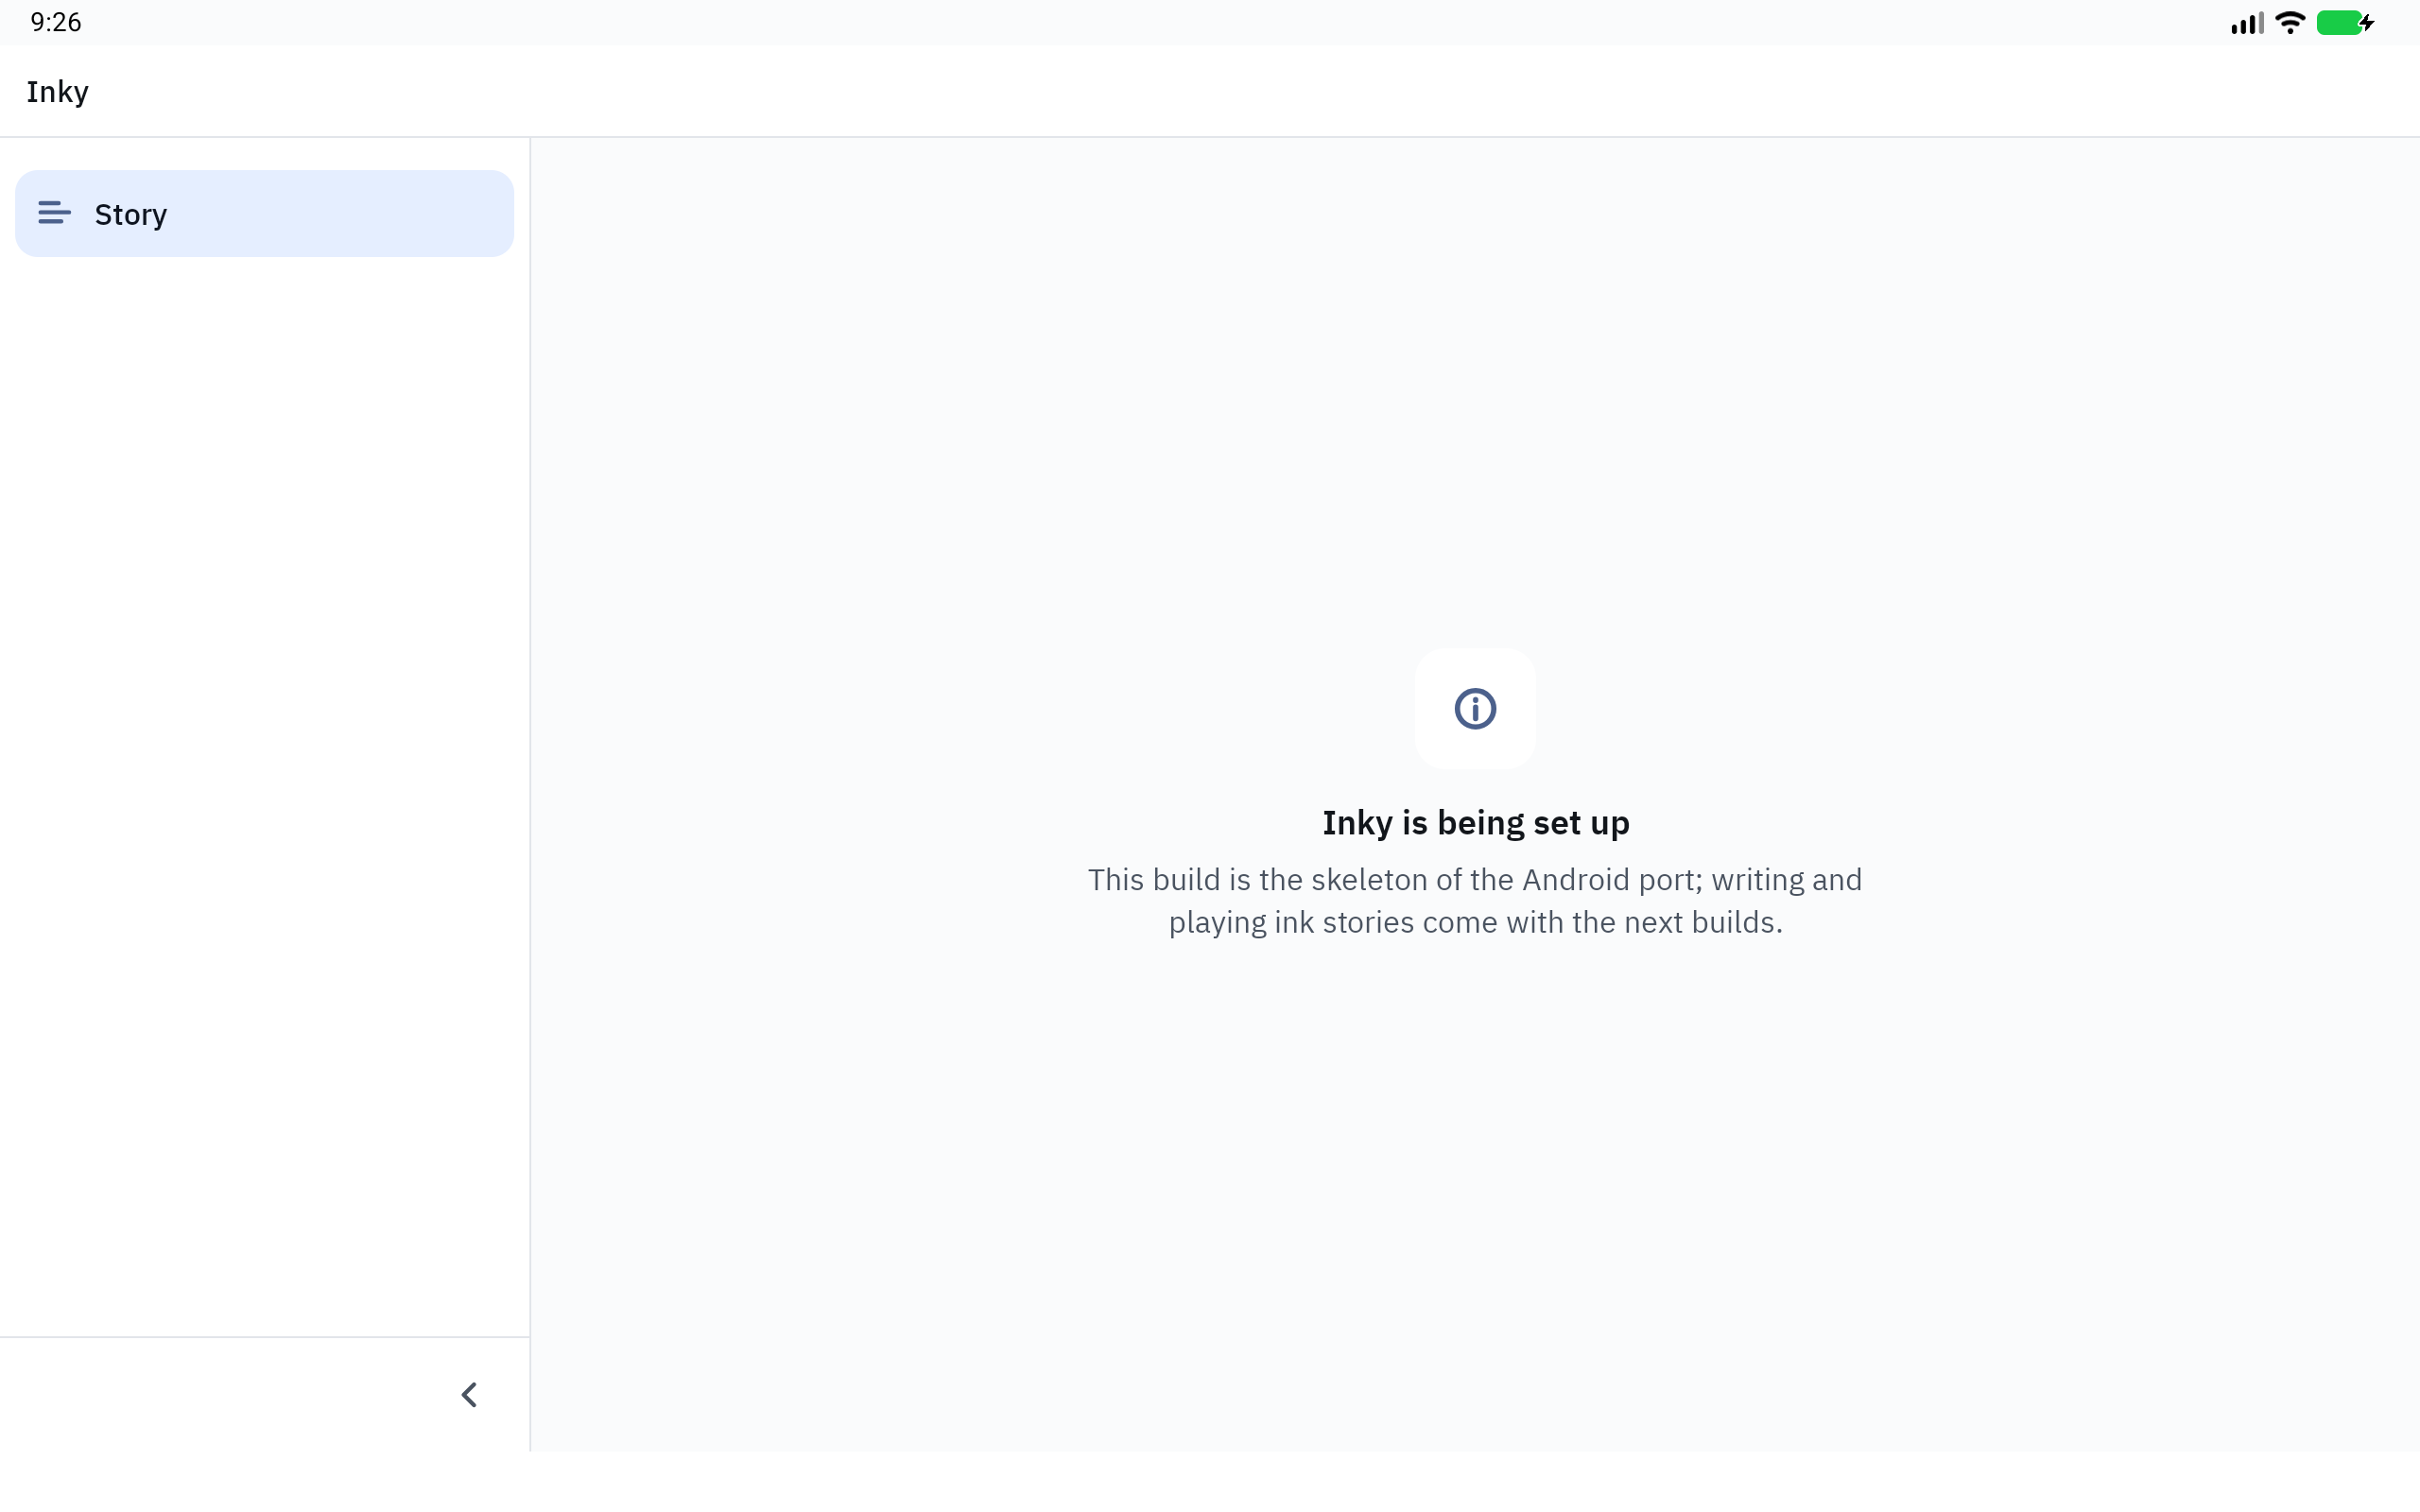 9:26
Inky
Story
Inky is being set up
This build is the skeleton of the Android port; writing and
playing ink stories come with the next builds.